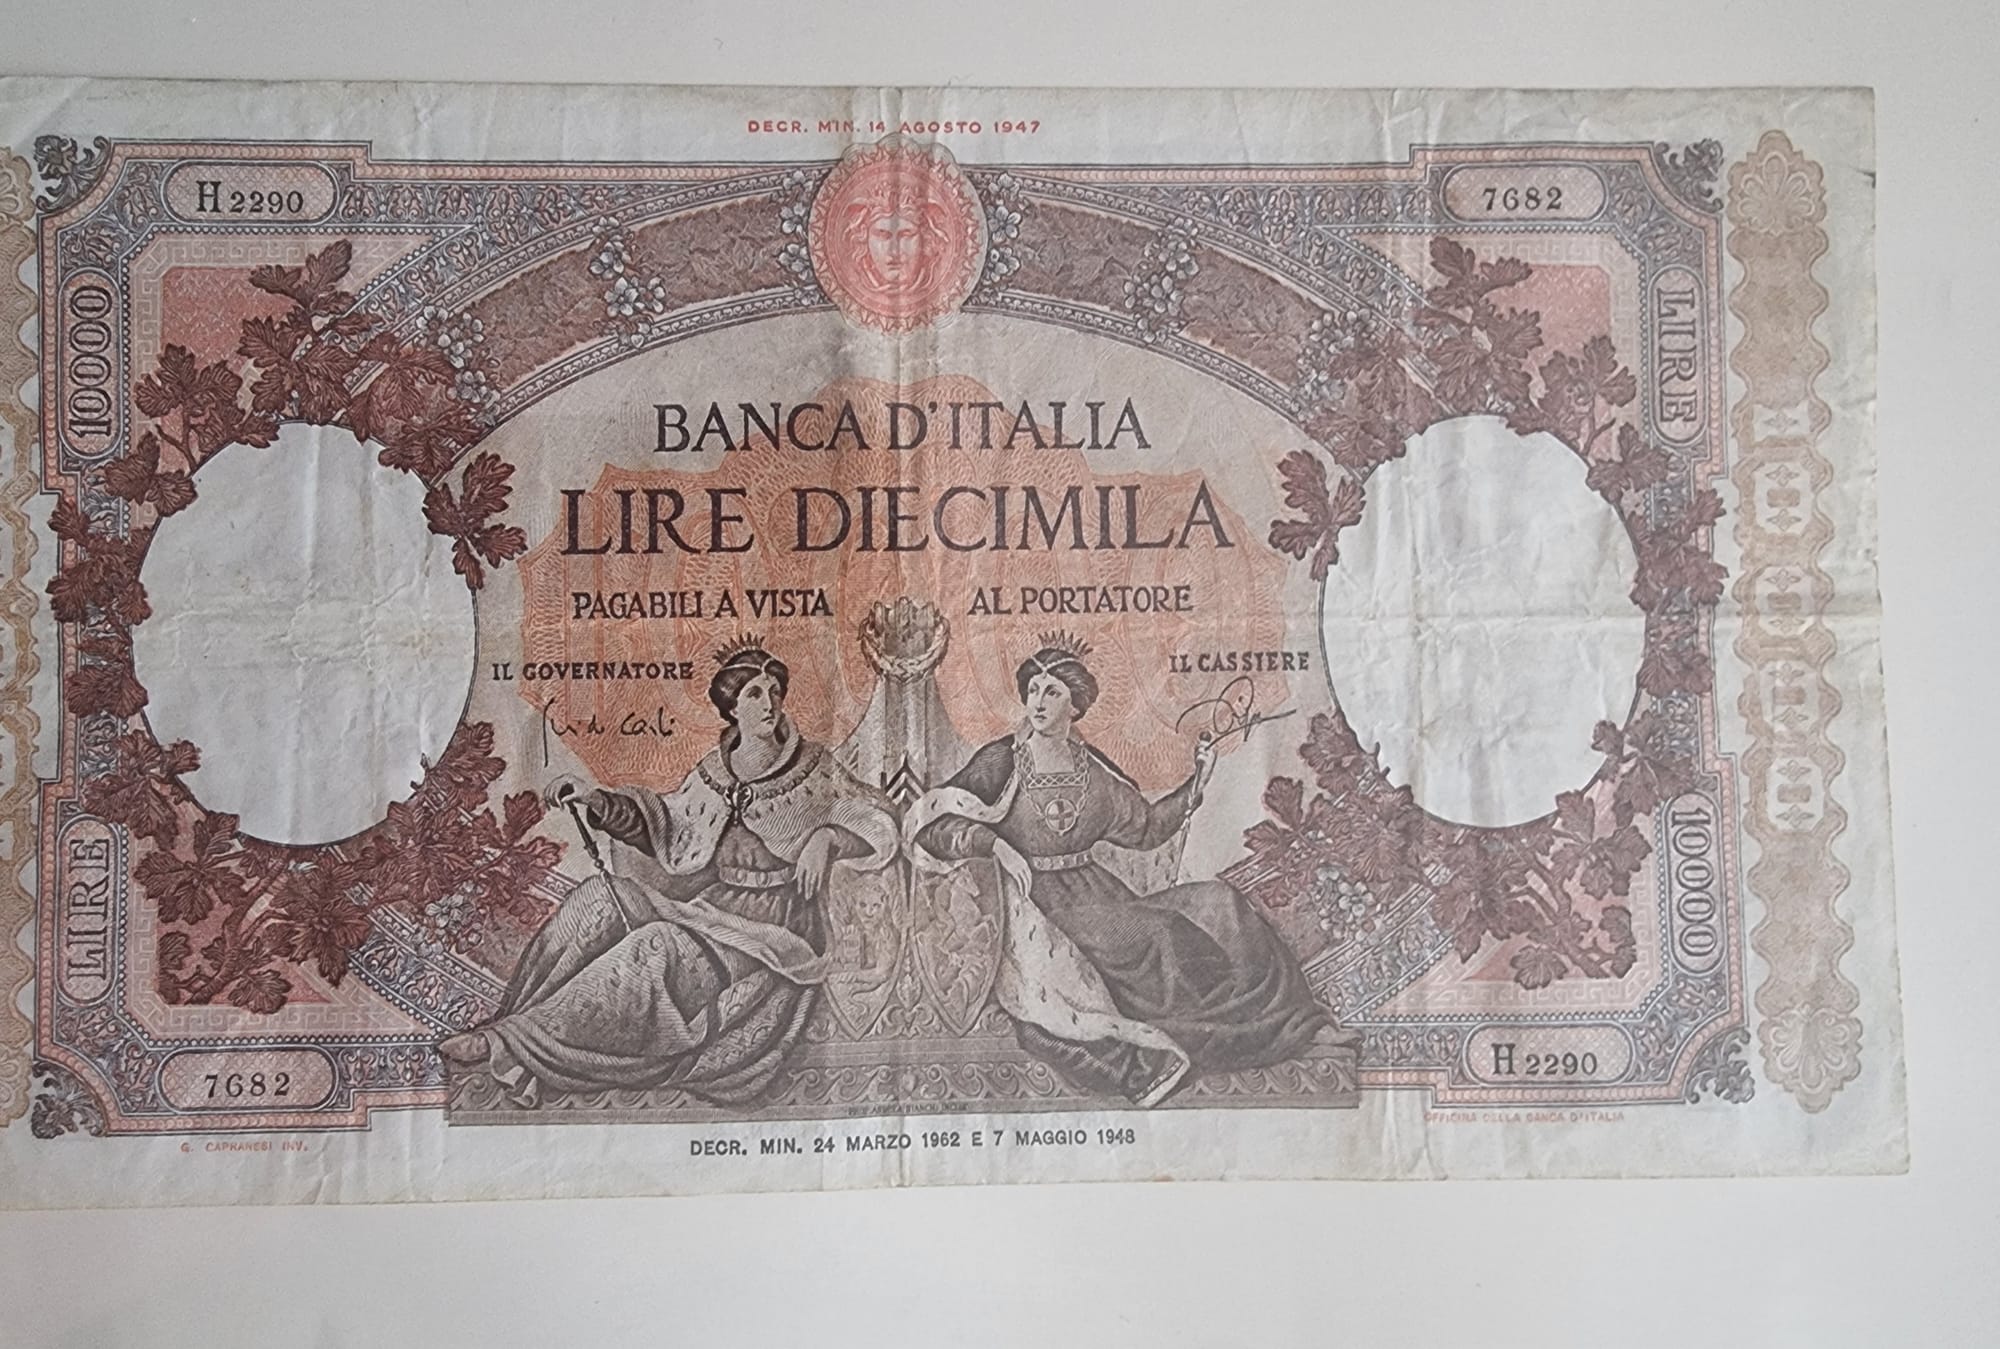 DECR. MIN. 14 AGOSTO 1947
H 2290
7682
10000
LIRE
BANCA D'ITALIA
LIRE DIECIMILA
PAGABILI A VISTA AL PORTATORE
IL GOVERNATORE
IL CASSIERE
Guido Carli
LIRE
10000
7682
H 2290
G. CAPRANESI INV.
DECR. MIN. 24 MARZO 1962 E 7 MAGGIO 1948
OFFICINA DELLA BANCA D'ITALIA